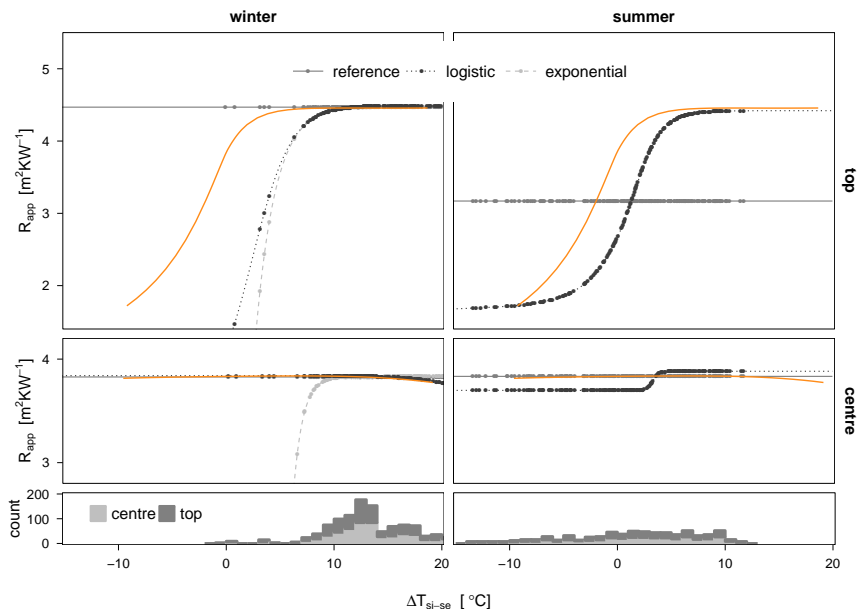 winter
summer
reference logistic exponential
5
4
3
2
R_app [m²KW⁻¹]
top
4
3
R_app [m²KW⁻¹]
centre
200
100
0
count
centre top
−10 0 10 20
−10 0 10 20
ΔT_si−se [ °C]